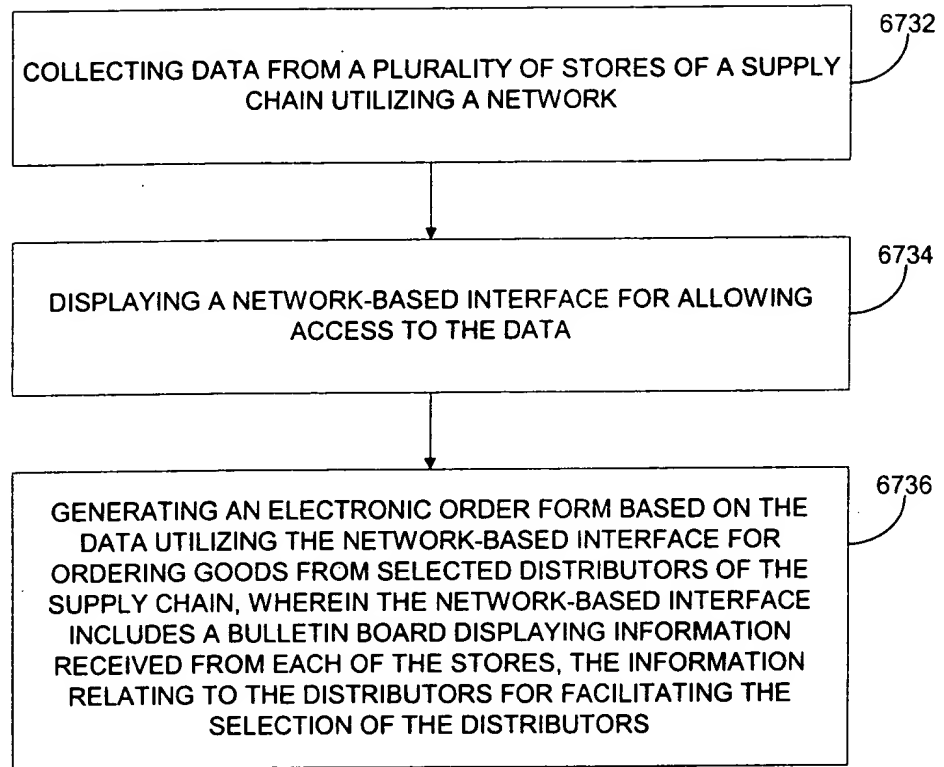 6732
COLLECTING DATA FROM A PLURALITY OF STORES OF A SUPPLY
CHAIN UTILIZING A NETWORK
6734
DISPLAYING A NETWORK-BASED INTERFACE FOR ALLOWING
ACCESS TO THE DATA
6736
GENERATING AN ELECTRONIC ORDER FORM BASED ON THE
DATA UTILIZING THE NETWORK-BASED INTERFACE FOR
ORDERING GOODS FROM SELECTED DISTRIBUTORS OF THE
SUPPLY CHAIN, WHEREIN THE NETWORK-BASED INTERFACE
INCLUDES A BULLETIN BOARD DISPLAYING INFORMATION
RECEIVED FROM EACH OF THE STORES, THE INFORMATION
RELATING TO THE DISTRIBUTORS FOR FACILITATING THE
SELECTION OF THE DISTRIBUTORS